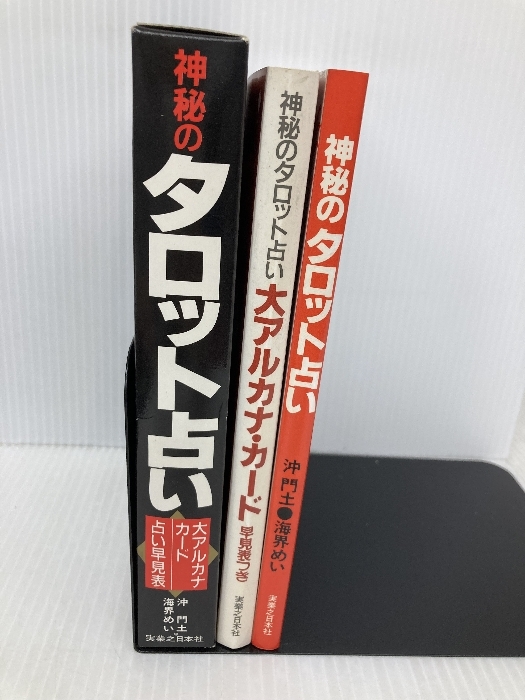 神秘の
タロット占い
大アルカナ
カード
占い早見表
沖門土
海界めい
実業之日本社
神秘のタロット占い
大アルカナ・カード
早見表つき
実業之日本社
神秘の
タロット占い
沖門土●海界めい
実業之日本社